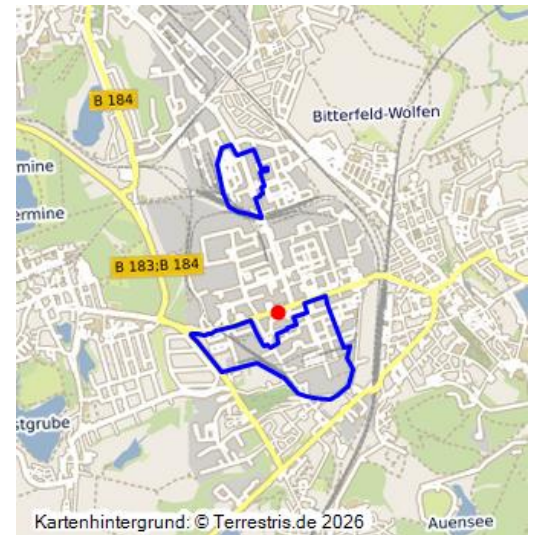 B 184
Bitterfeld-Wolfen
mine
ermine
B 183;B 184
stgrube
Kartenhintergrund: © Terrestris.de 2026
Auensee